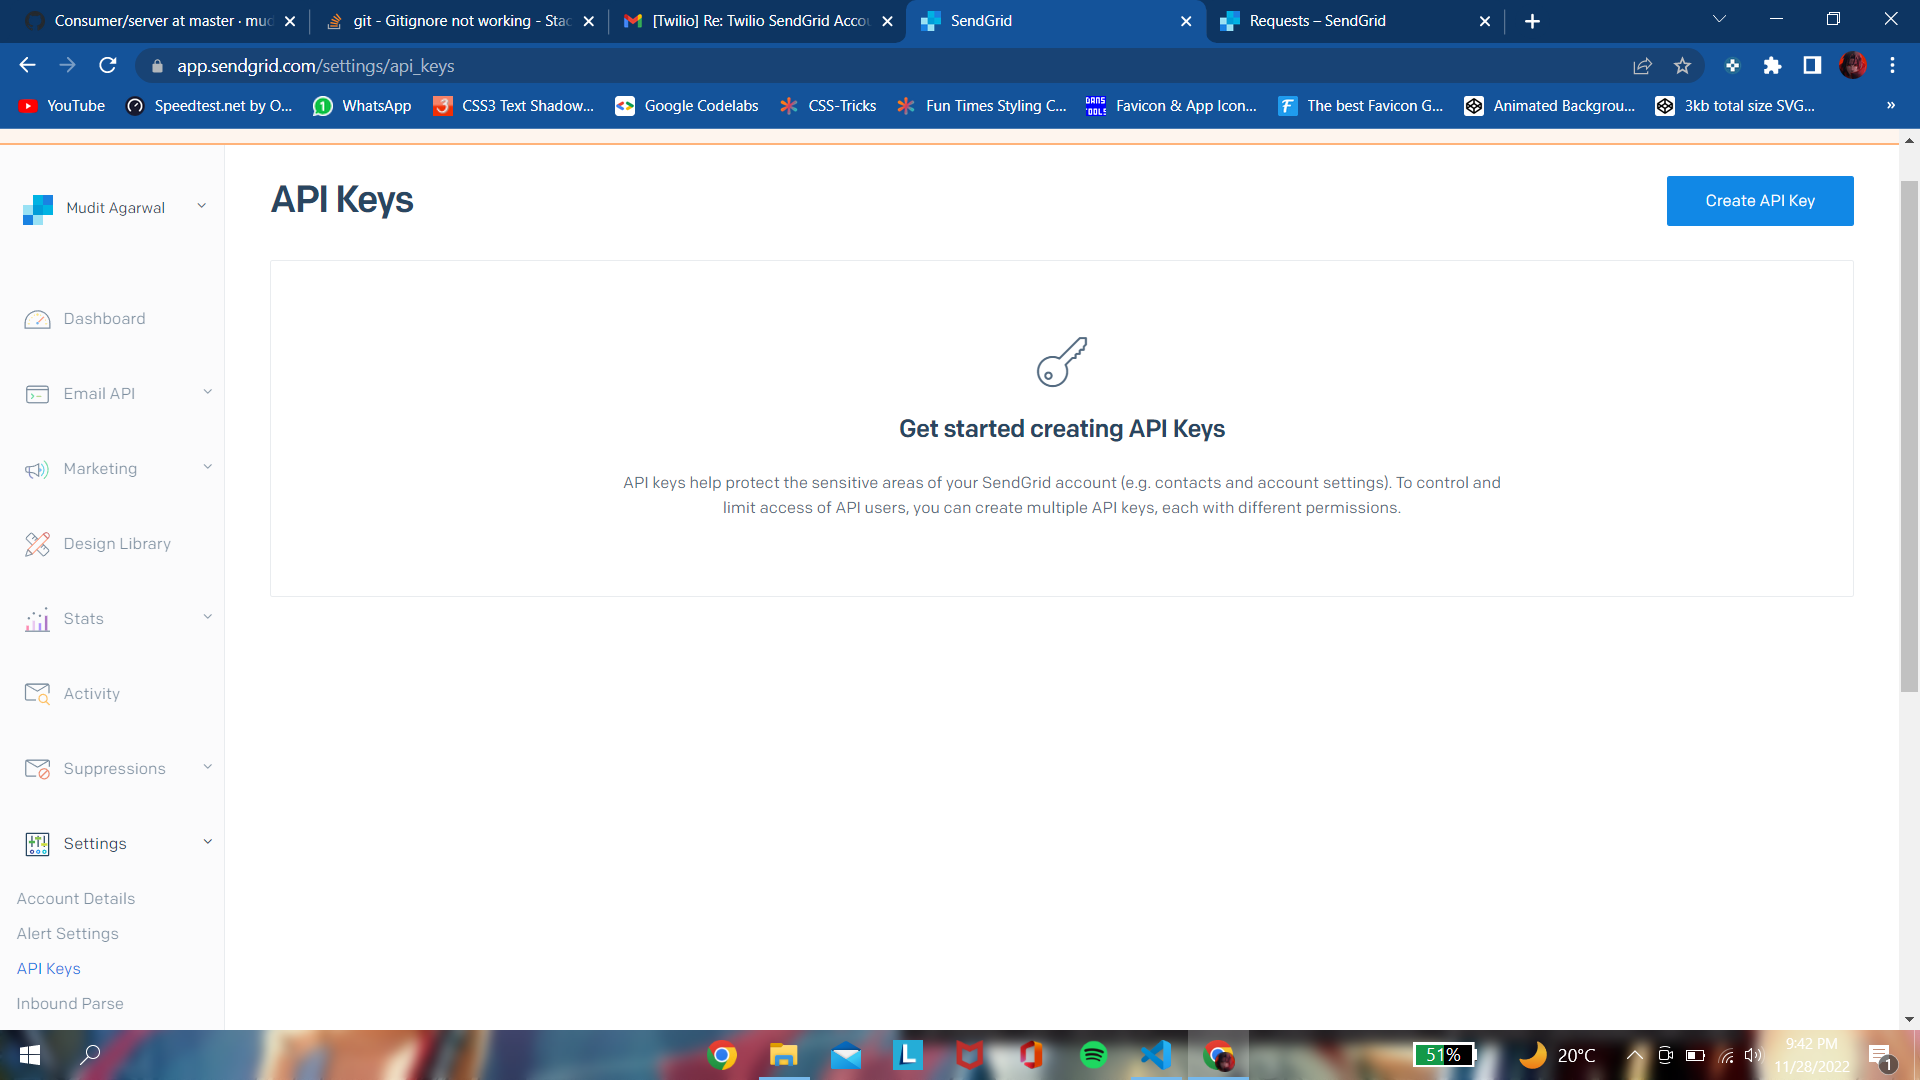 Consumer/server at master · mud
git - Gitignore not working - Stac
[Twilio] Re: Twilio SendGrid Accou
SendGrid
Requests – SendGrid
app.sendgrid.com/settings/api_keys
YouTube
Speedtest.net by O...
WhatsApp
CSS3 Text Shadow...
Google Codelabs
CSS-Tricks
Fun Times Styling C...
Favicon & App Icon...
The best Favicon G...
Animated Backgrou...
3kb total size SVG...
»
Mudit Agarwal
Dashboard
Email API
Marketing
Design Library
Stats
Activity
Suppressions
Settings
Account Details
Alert Settings
API Keys
Inbound Parse
API Keys
Create API Key
Get started creating API Keys
API keys help protect the sensitive areas of your SendGrid account (e.g. contacts and account settings). To control and
limit access of API users, you can create multiple API keys, each with different permissions.
51%
20°C
9:42 PM
11/28/2022
1